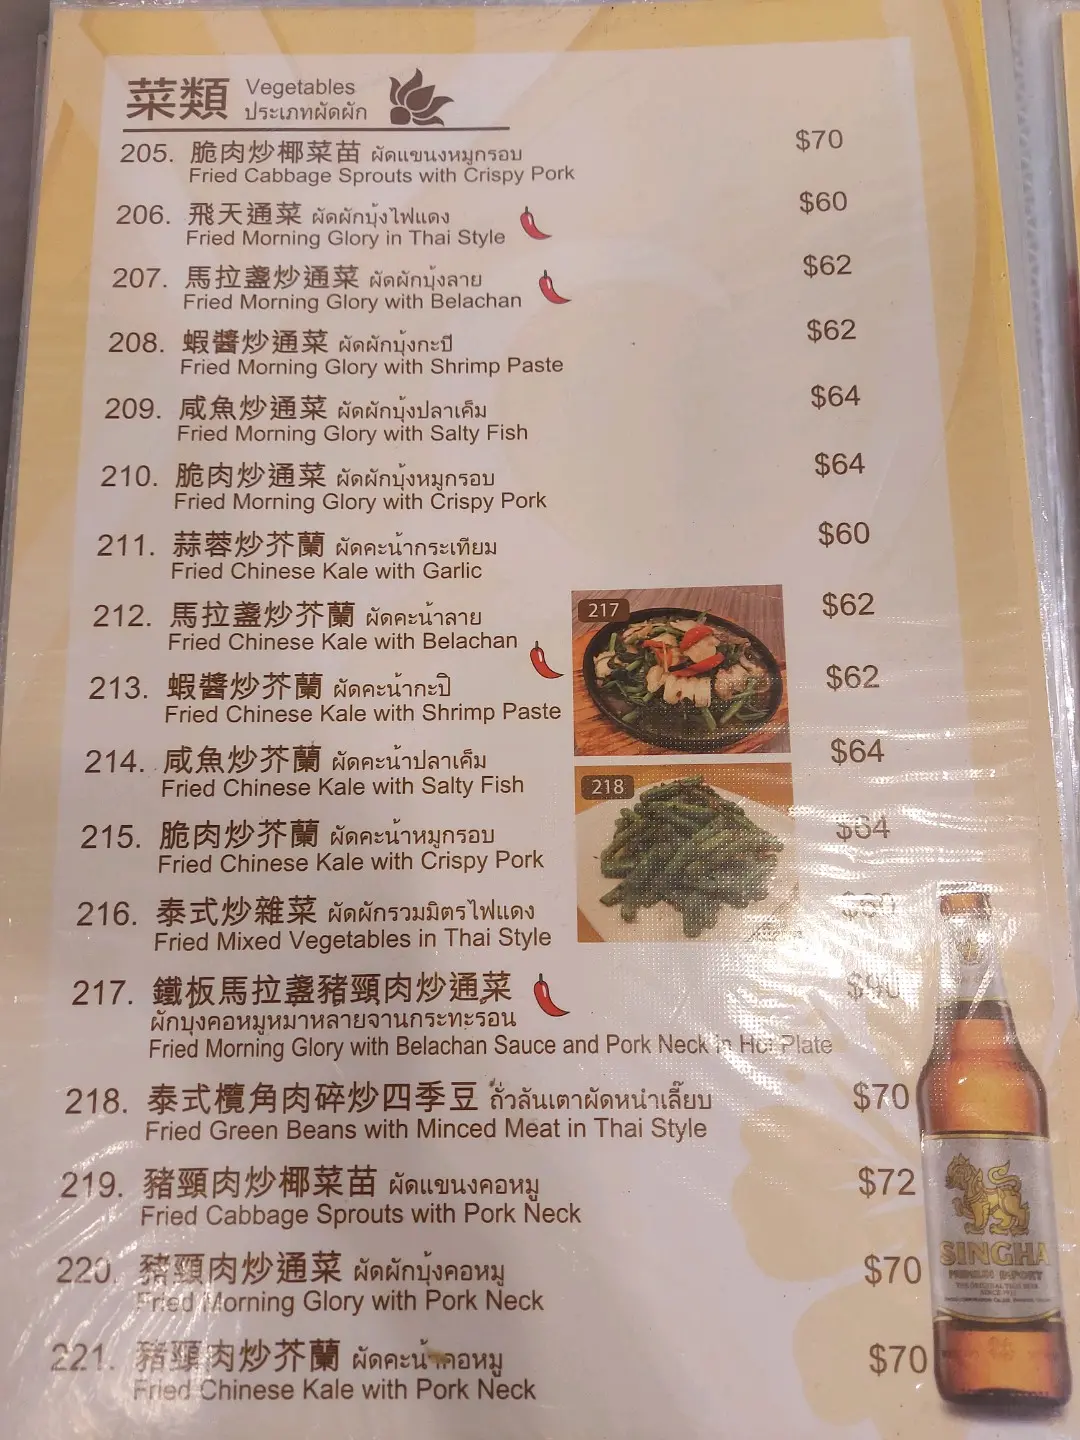 菜類 Vegetables
ประเภทผัดผัก
205. 脆肉炒椰菜苗 ผัดแขนงหมูกรอบ $70
Fried Cabbage Sprouts with Crispy Pork
206. 飛天通菜 ผัดผักบุ้งไฟแดง $60
Fried Morning Glory in Thai Style
207. 馬拉盞炒通菜 ผัดผักบุ้งลาย $62
Fried Morning Glory with Belachan
208. 蝦醬炒通菜 ผัดผักบุ้งกะปี $62
Fried Morning Glory with Shrimp Paste
209. 咸魚炒通菜 ผัดผักบุ้งปลาเค็ม $64
Fried Morning Glory with Salty Fish
210. 脆肉炒通菜 ผัดผักบุ้งหมูกรอบ $64
Fried Morning Glory with Crispy Pork
211. 蒜蓉炒芥蘭 ผัดคะน้ากระเทียม $60
Fried Chinese Kale with Garlic
212. 馬拉盞炒芥蘭 ผัดคะน้าลาย $62
Fried Chinese Kale with Belachan
213. 蝦醬炒芥蘭 ผัดคะน้ากะปิ $62
Fried Chinese Kale with Shrimp Paste
214. 咸魚炒芥蘭 ผัดคะน้าปลาเค็ม $64
Fried Chinese Kale with Salty Fish
215. 脆肉炒芥蘭 ผัดคะน้าหมูกรอบ $64
Fried Chinese Kale with Crispy Pork
216. 泰式炒雜菜 ผัดผักรวมมิตรไฟแดง
Fried Mixed Vegetables in Thai Style
217. 鐵板馬拉盞豬頸肉炒通菜
ผักบุงคอหมูหมาหลายจานกระทะรอน
Fried Morning Glory with Belachan Sauce and Pork Neck in Hot Plate
218. 泰式欖角肉碎炒四季豆 ถั่วลันเตาผัดหนำเลี๊ยบ $70
Fried Green Beans with Minced Meat in Thai Style
219. 豬頸肉炒椰菜苗 ผัดแขนงคอหมู $72
Fried Cabbage Sprouts with Pork Neck
220. 豬頸肉炒通菜 ผัดผักบุ้งคอหมู $70
Fried Morning Glory with Pork Neck
221. 豬頸肉炒芥蘭 ผัดคะน้าคอหมู $70
Fried Chinese Kale with Pork Neck
217
218
SINGHA
PREMIUM IMPORT